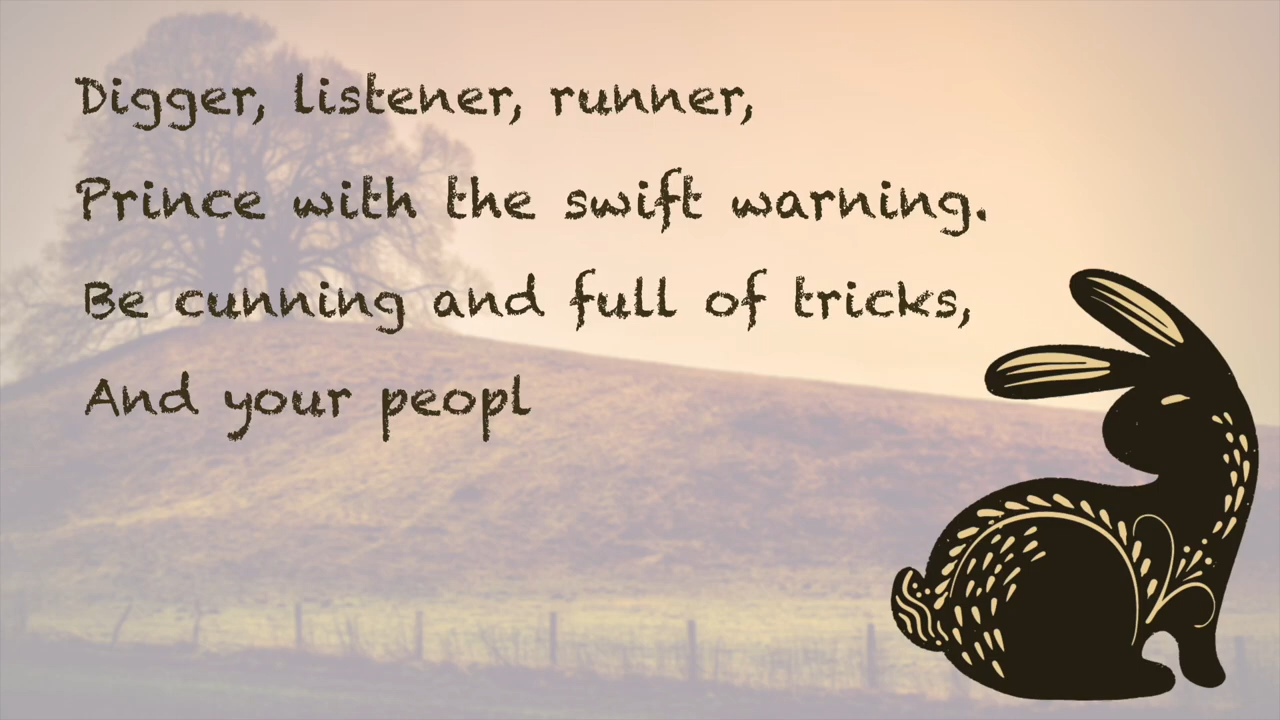 Digger, listener, runner,
Prince with the swift warning.
Be cunning and full of tricks,
And your peopl